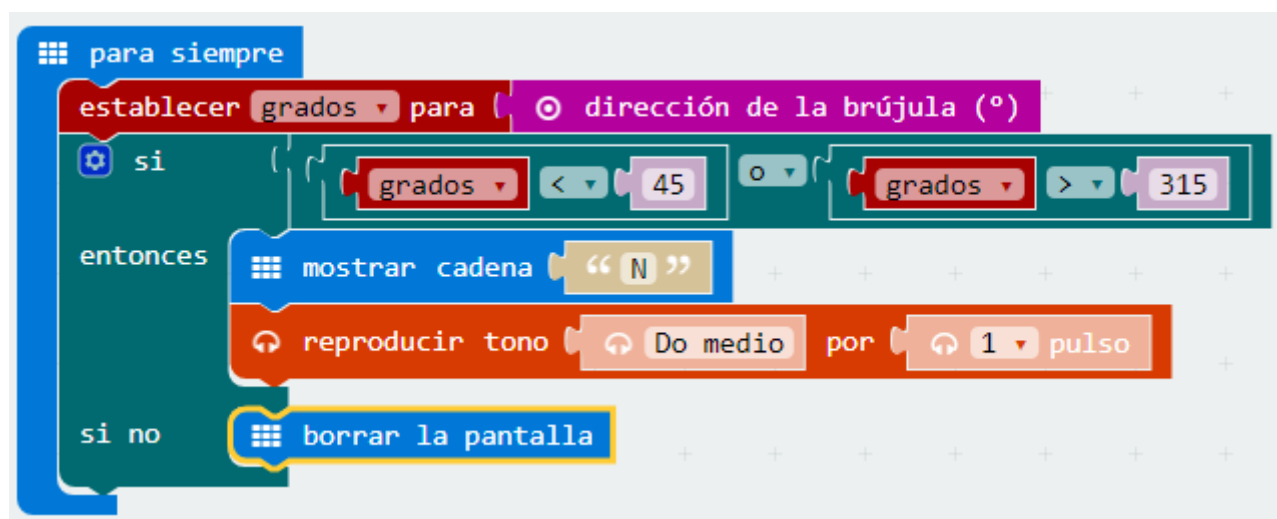 para siempre
establecer grados para dirección de la brújula (º)
si grados < 45 o grados > 315
entonces mostrar cadena “ N ”
reproducir tono Do medio por 1 pulso
si no borrar la pantalla